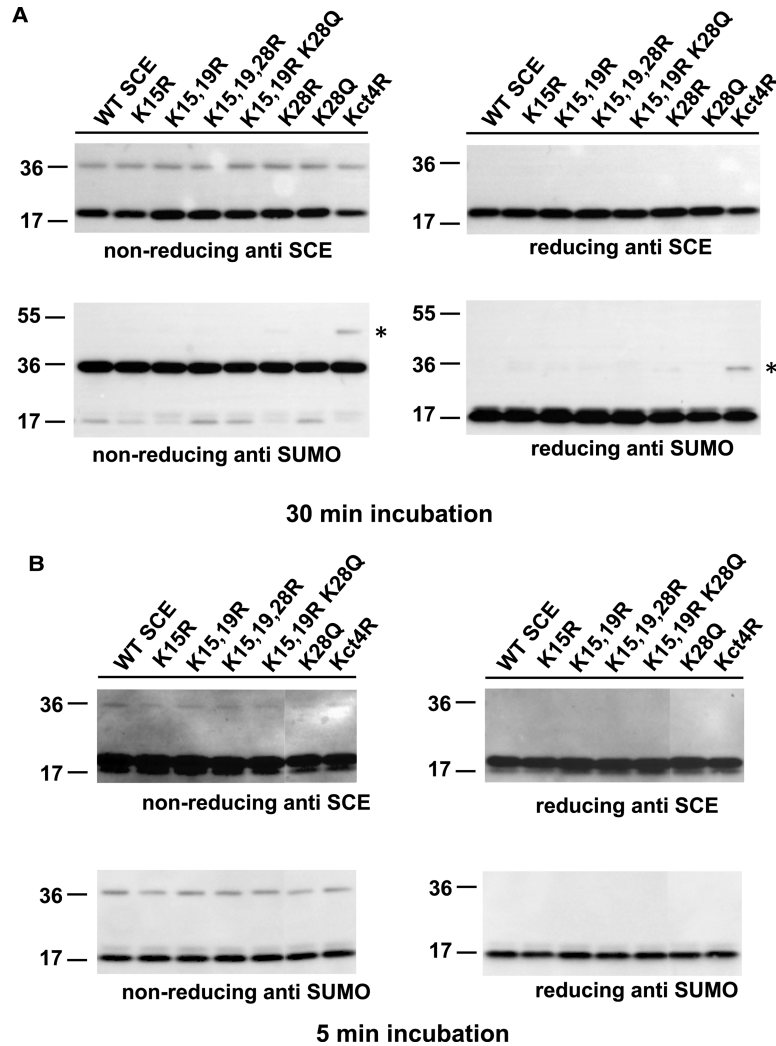 A
WT SCE K15R K15,19R K15,19,28R K15,19R K28Q K28R K28Q Kct4R
36
17
non-reducing anti SCE
WT SCE K15R K15,19R K15,19,28R K15,19R K28Q K28R K28Q Kct4R
36
17
reducing anti SCE
55
36
17
*
non-reducing anti SUMO
55
36
17
*
reducing anti SUMO
30 min incubation
B
WT SCE K15R K15,19R K15,19,28R K15,19R K28Q K28Q Kct4R
36
17
non-reducing anti SCE
WT SCE K15R K15,19R K15,19,28R K15,19R K28Q K28Q Kct4R
36
17
reducing anti SCE
36
17
non-reducing anti SUMO
36
17
reducing anti SUMO
5 min incubation